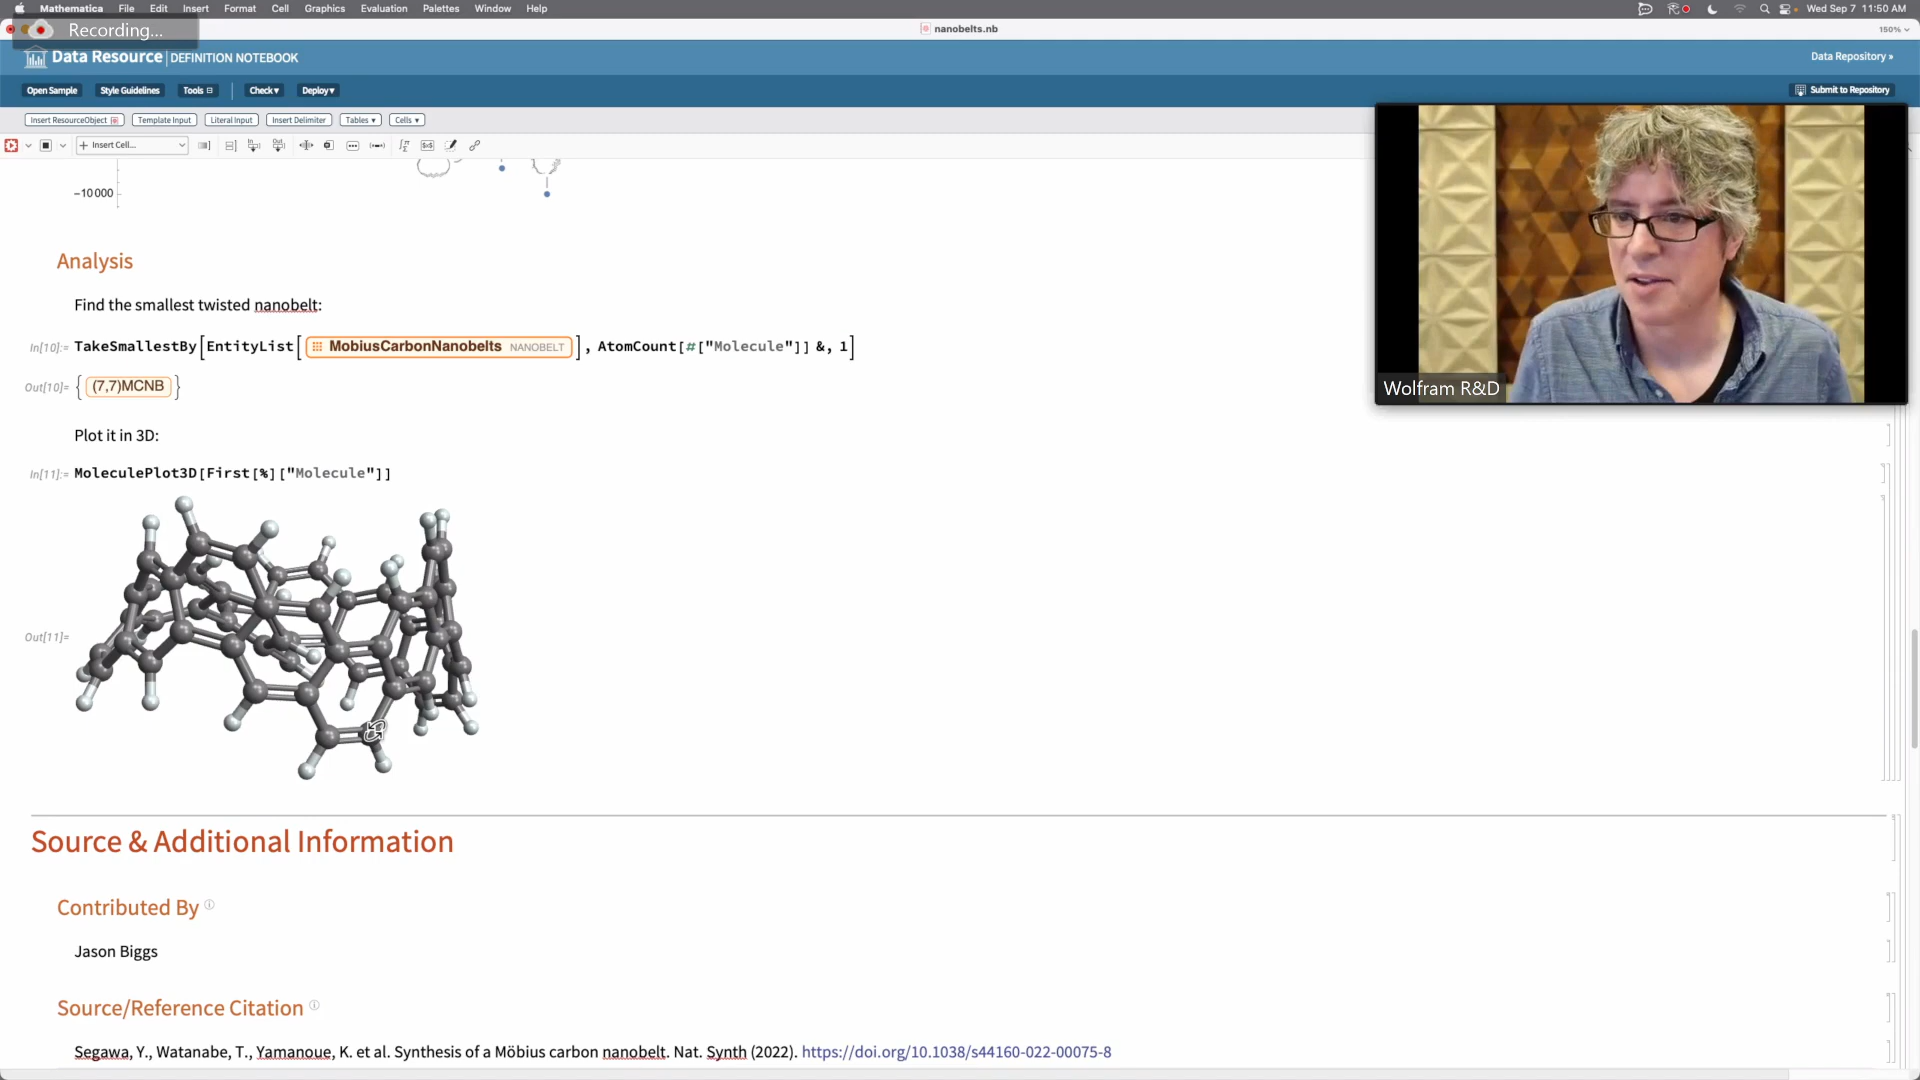 Mathematica File Edit Insert Format Cell Graphics Evaluation Palettes Window Help Wed Sep 7 11:50 AM
Recording...
nanobelts.nb
150%
Data Resource | DEFINITION NOTEBOOK
Data Repository »
Open Sample Style Guidelines Tools Check▾ Deploy▾
Submit to Repository
Insert ResourceObject Template Input Literal Input Insert Delimiter Tables ▾ Cells ▾
+ Insert Cell...
−10 000
Analysis
Find the smallest twisted nanobelt:
In[10]:= TakeSmallestBy[EntityList[ MobiusCarbonNanobelts NANOBELT ], AtomCount[#["Molecule"]] &, 1]
Out[10]= { (7,7)MCNB }
Plot it in 3D:
In[11]:= MoleculePlot3D[First[%]["Molecule"]]
Out[11]=
Wolfram R&D
Source & Additional Information
Contributed By
Jason Biggs
Source/Reference Citation
Segawa, Y., Watanabe, T., Yamanoue, K. et al. Synthesis of a Möbius carbon nanobelt. Nat. Synth (2022). https://doi.org/10.1038/s44160-022-00075-8